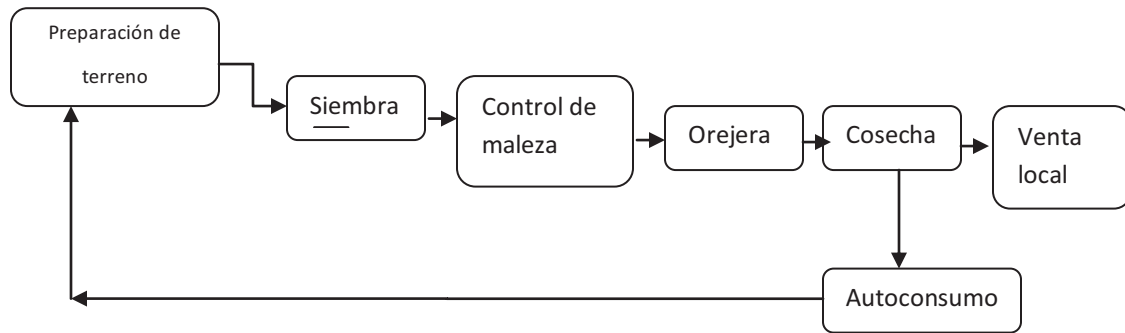 Preparación de
terreno
Siembra
Control de
maleza
Orejera
Cosecha
Venta
local
Autoconsumo